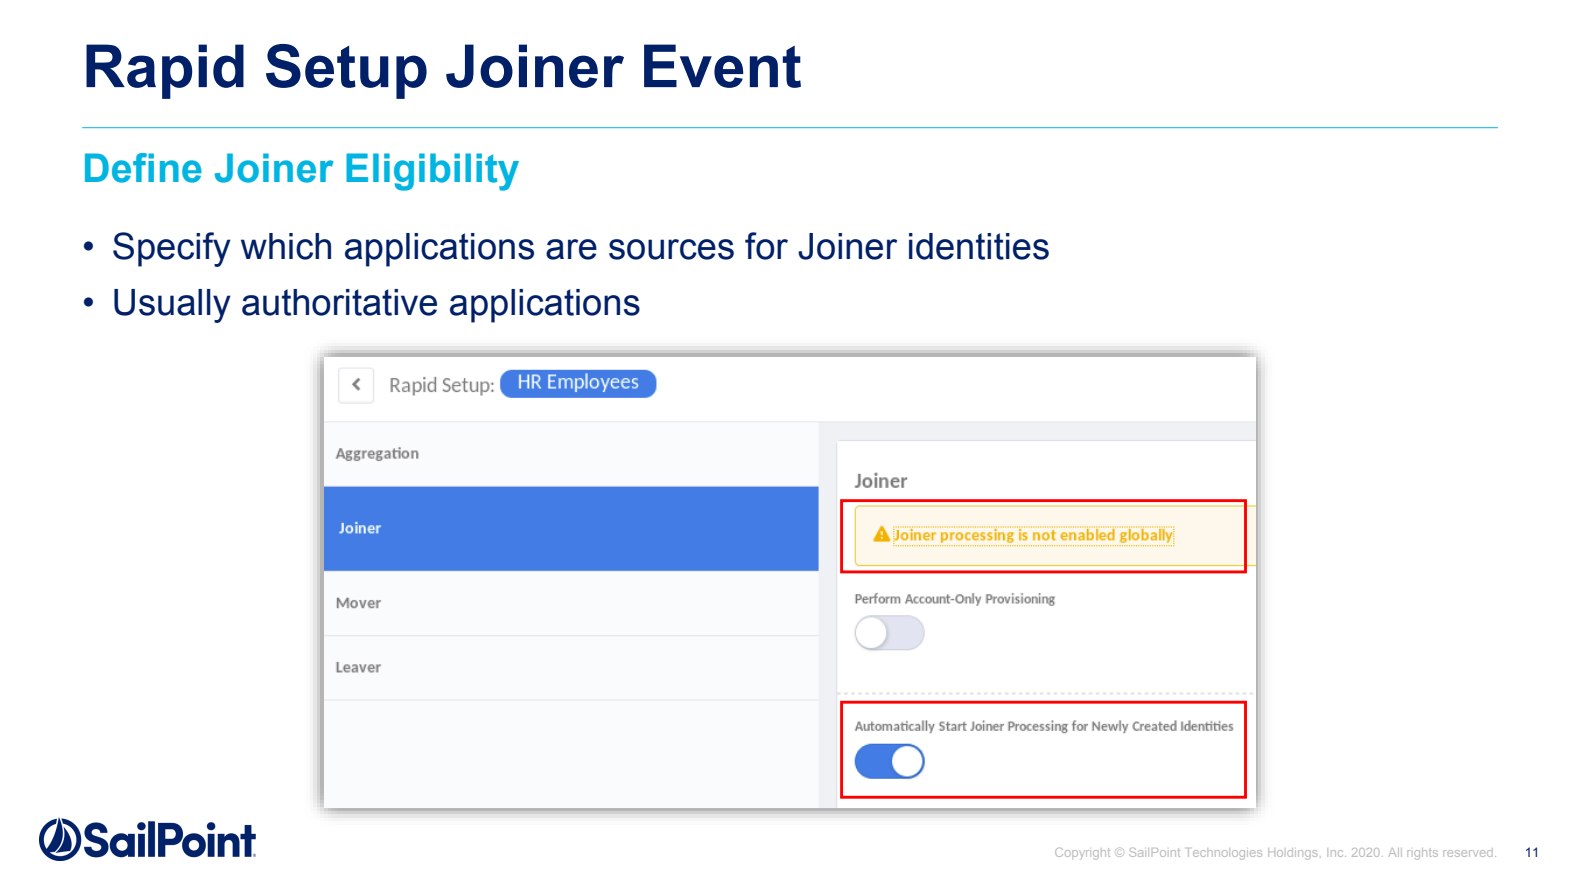 Rapid Setup Joiner Event
Define Joiner Eligibility
• Specify which applications are sources for Joiner identities
• Usually authoritative applications
Rapid Setup: HR Employees
Aggregation
Joiner
Mover
Leaver
Joiner
Joiner processing is not enabled globally
Perform Account-Only Provisioning
Automatically Start Joiner Processing for Newly Created Identities
SailPoint
Copyright © SailPoint Technologies Holdings, Inc. 2020. All rights reserved. 11